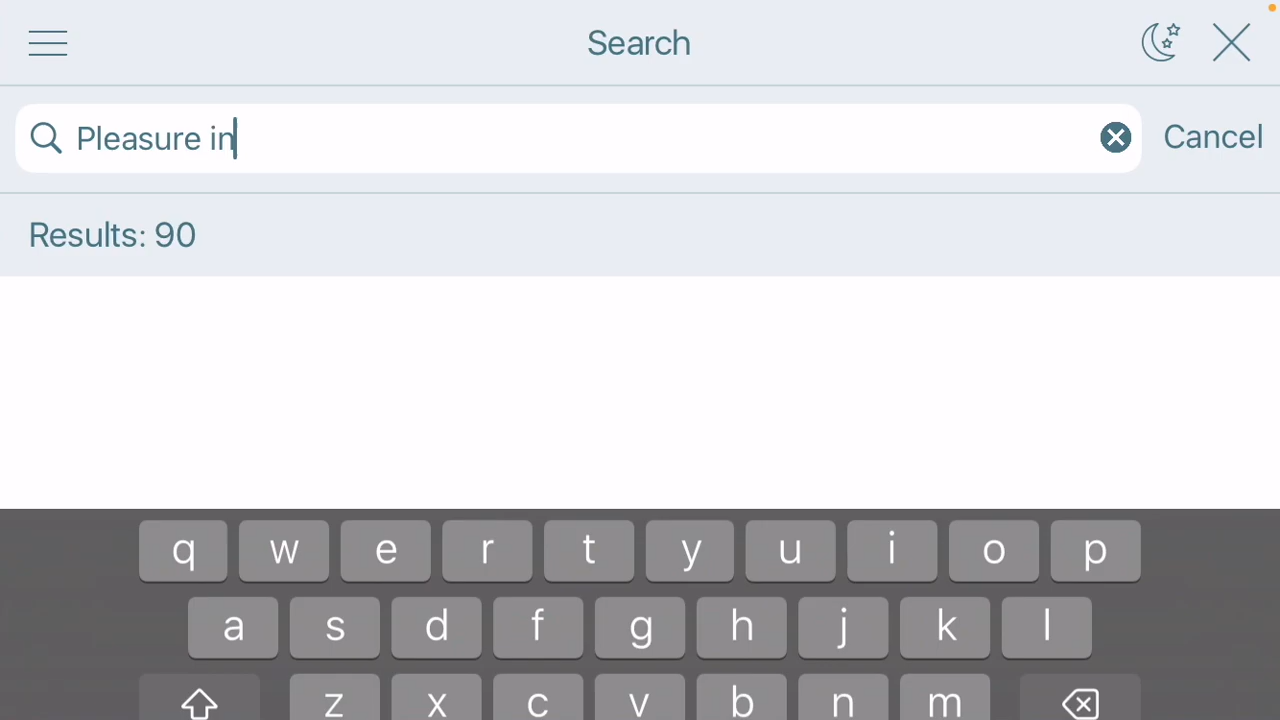 Search
Pleasure in
Cancel
Results: 90
q w e r t y u i o p
a s d f g h j k l
z x c v b n m